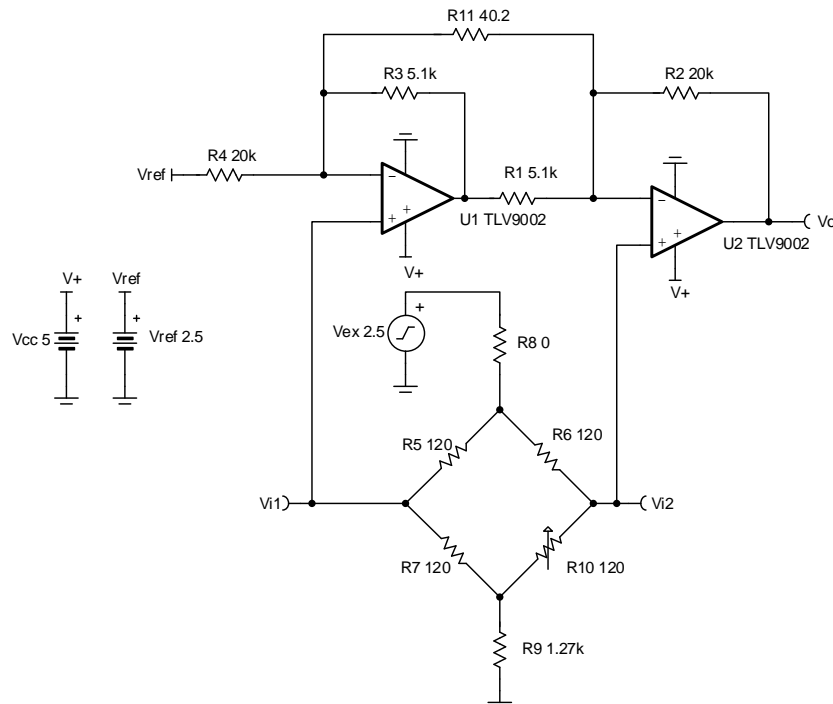 R11 40.2
R3 5.1k
R2 20k
Vref
R4 20k
R1 5.1k
U1 TLV9002
U2 TLV9002
V+
V+
V+
Vref
Vcc 5
Vref 2.5
Vex 2.5
R8 0
R5 120
R6 120
Vi1
Vi2
R7 120
R10 120
R9 1.27k